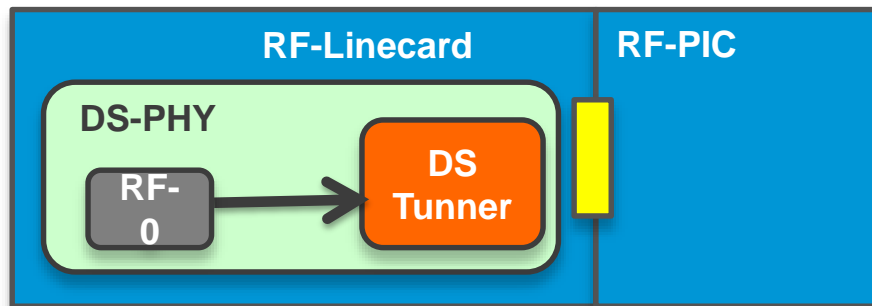 RF-Linecard
RF-PIC
DS-PHY
RF-
0
DS
Tunner